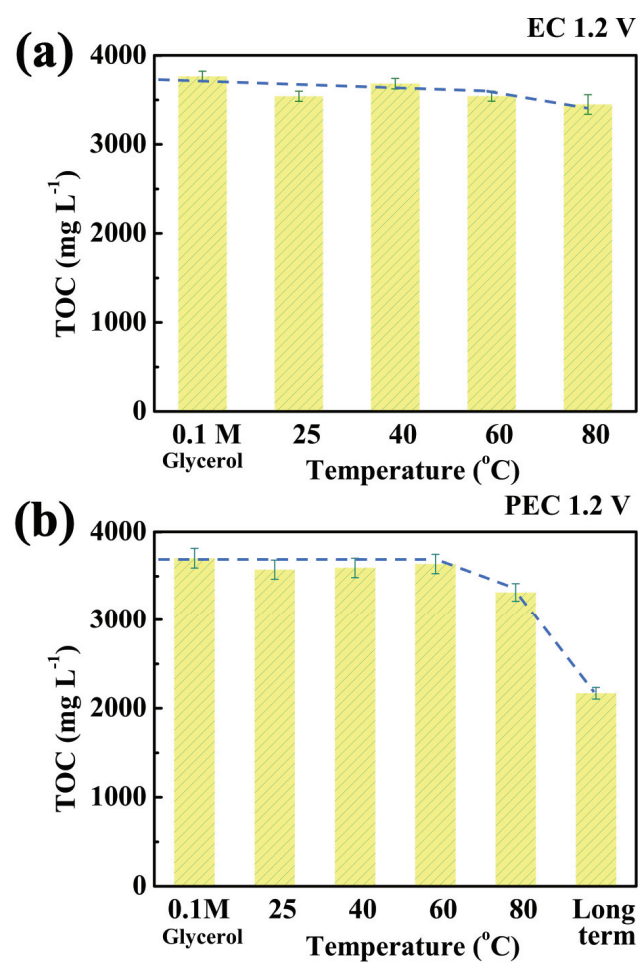 (a)
EC 1.2 V
4000
3000
2000
1000
0
TOC (mg L⁻¹)
0.1 M 25 40 60 80
Glycerol
Temperature (°C)
(b)
PEC 1.2 V
4000
3000
2000
1000
0
TOC (mg L⁻¹)
0.1M 25 40 60 80 Long
Glycerol term
Temperature (°C)